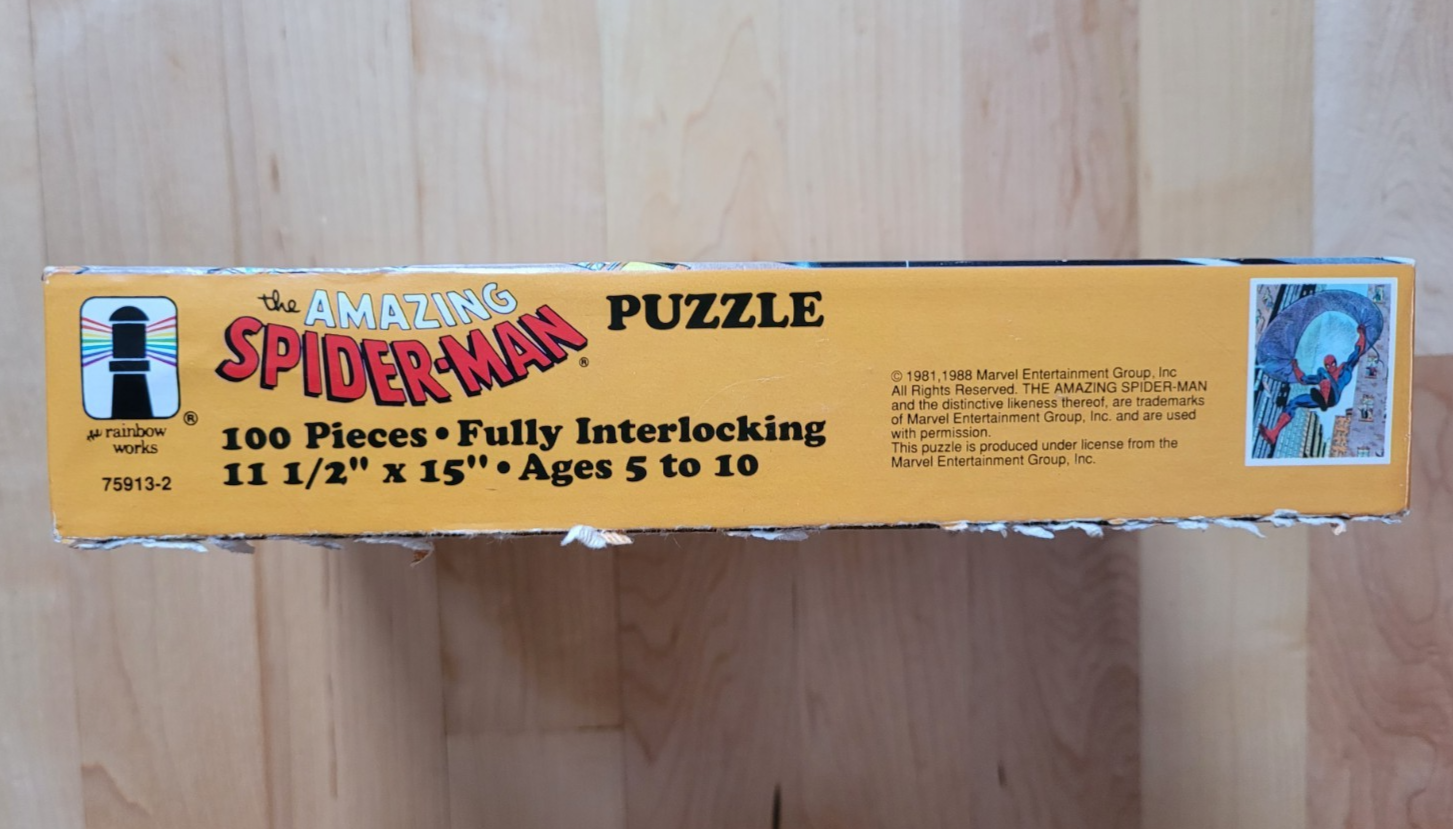 the AMAZING
SPIDER-MAN®
PUZZLE
100 Pieces • Fully Interlocking
11 1/2" x 15" • Ages 5 to 10
®
rainbow
works
75913-2
© 1981,1988 Marvel Entertainment Group, Inc
All Rights Reserved. THE AMAZING SPIDER-MAN
and the distinctive likeness thereof, are trademarks
of Marvel Entertainment Group, Inc. and are used
with permission.
This puzzle is produced under license from the
Marvel Entertainment Group, Inc.